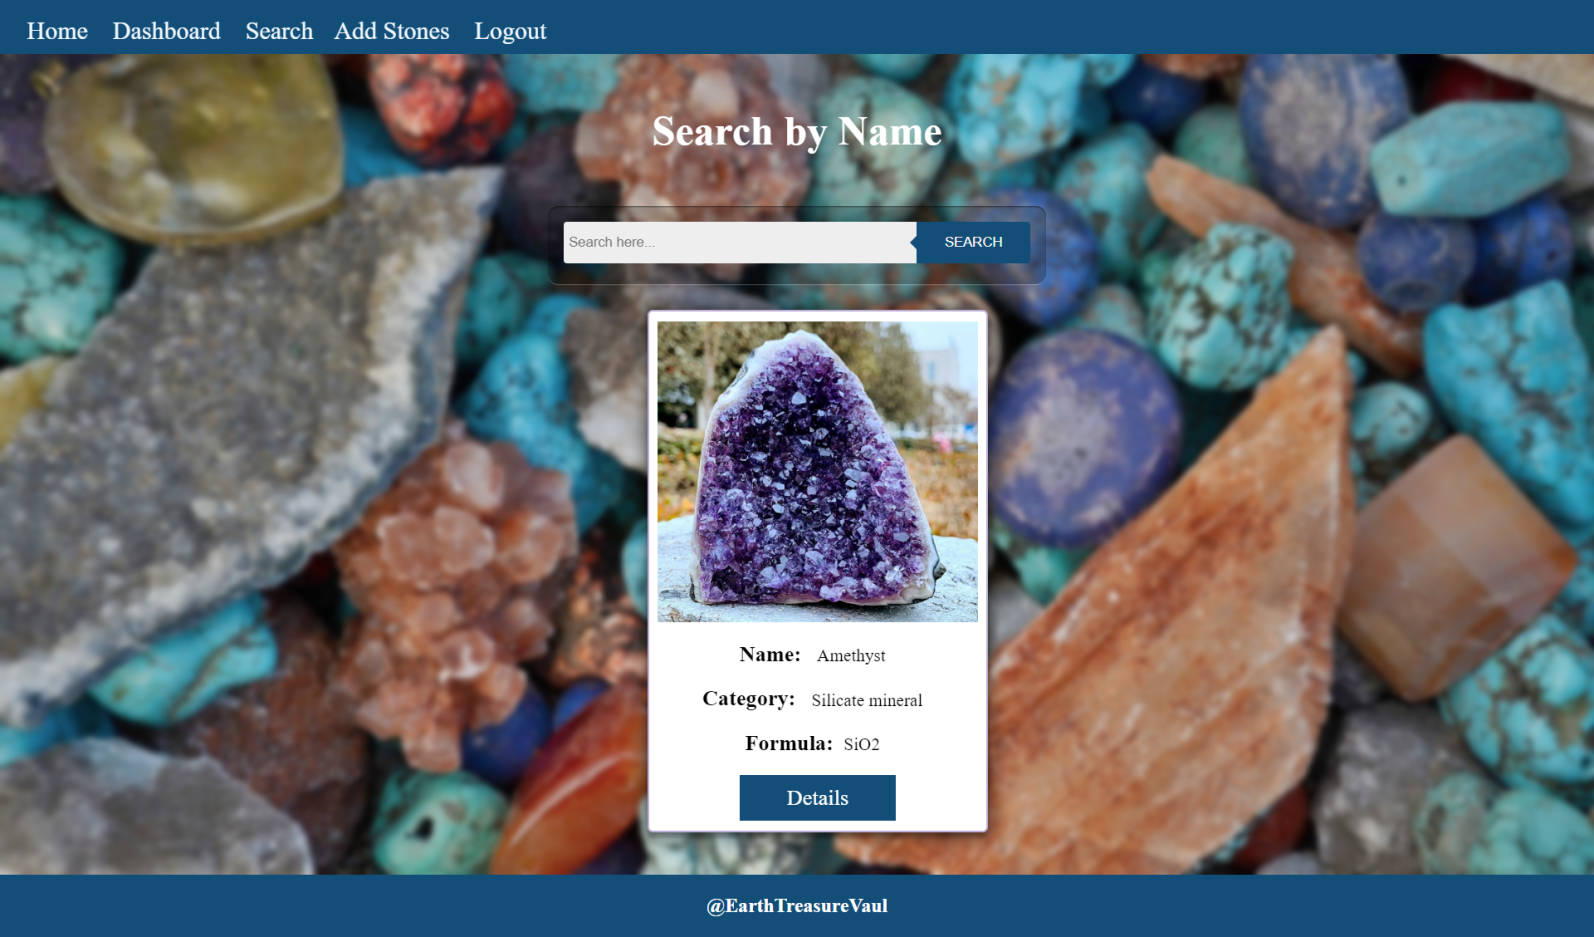 Home Dashboard Search Add Stones Logout
Search by Name
Search here... SEARCH
Name: Amethyst
Category: Silicate mineral
Formula: SiO2
Details
@EarthTreasureVaul